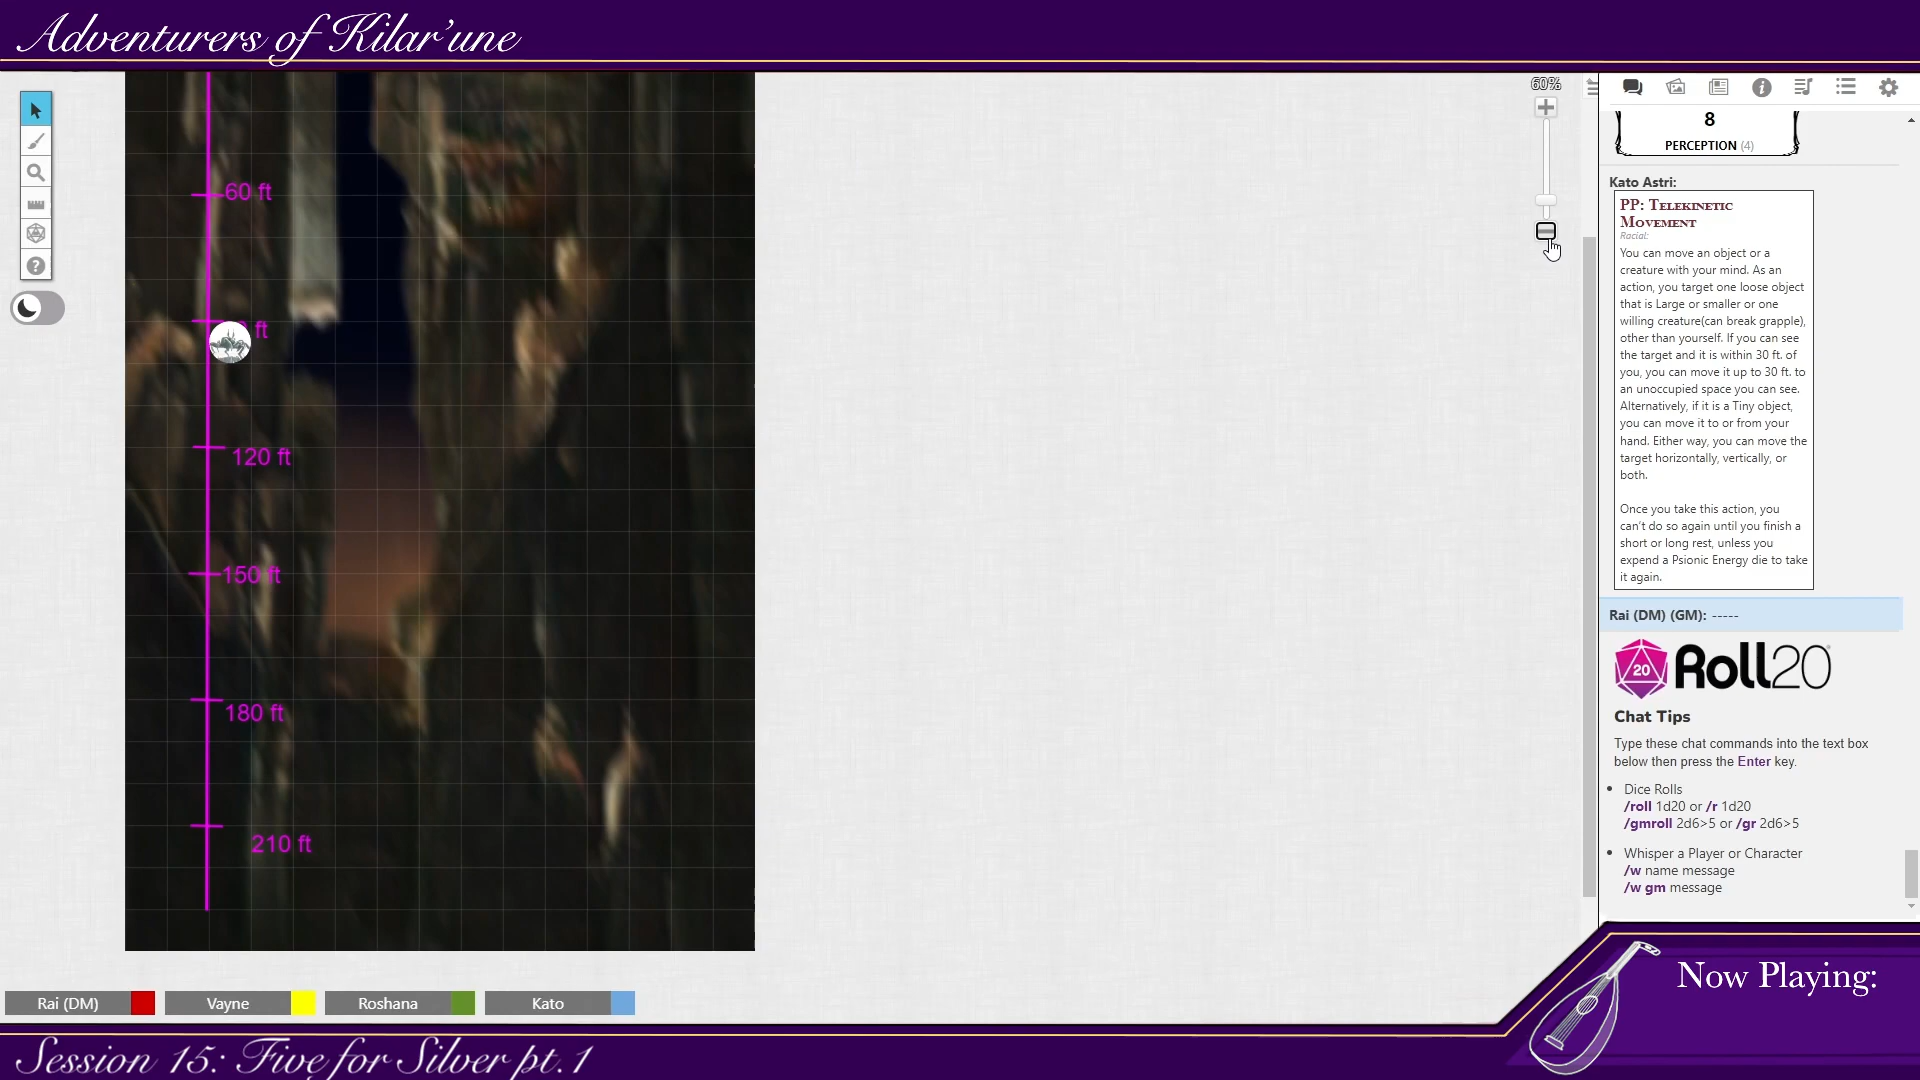 Adventurers of Kilar'une
60%
8
PERCEPTION (4)
Kato Astri:
PP: Telekinetic
Movement
Racial:
You can move an object or a
creature with your mind. As an
action, you target one loose object
that is Large or smaller or one
willing creature(can break grapple),
other than yourself. If you can see
the target and it is within 30 ft. of
you, you can move it up to 30 ft. to
an unoccupied space you can see.
Alternatively, if it is a Tiny object,
you can move it to or from your
hand. Either way, you can move the
target horizontally, vertically, or
both.
Once you take this action, you
can't do so again until you finish a
short or long rest, unless you
expend a Psionic Energy die to take
it again.
Rai (DM) (GM): -----
20 Roll20
Chat Tips
Type these chat commands into the text box
below then press the Enter key.
Dice Rolls
/roll 1d20 or /r 1d20
/gmroll 2d6>5 or /gr 2d6>5
Whisper a Player or Character
/w name message
/w gm message
60 ft
ft
120 ft
150 ft
180 ft
210 ft
Rai (DM)
Vayne
Roshana
Kato
Now Playing:
Session 15: Five for Silver pt.1